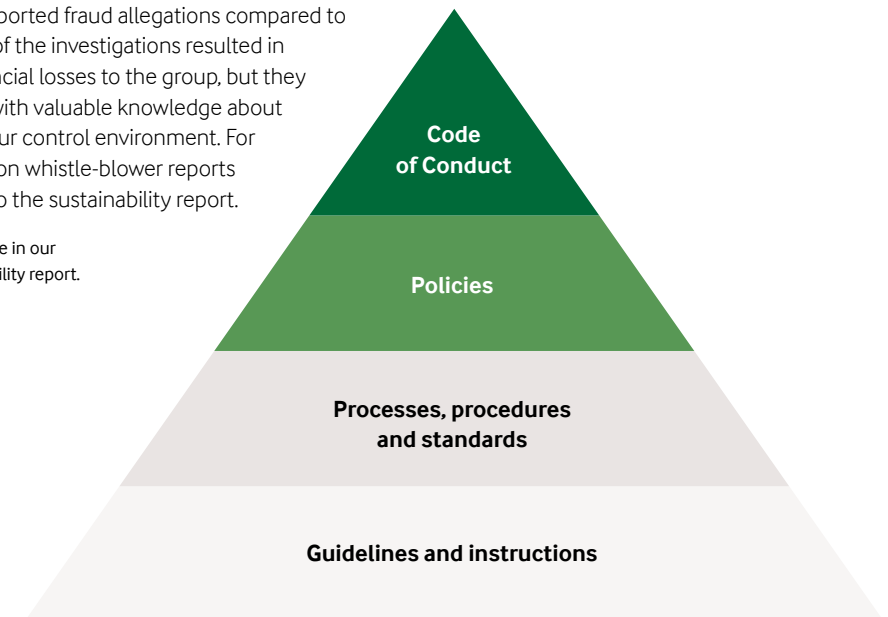 ported fraud allegations compared to
of the investigations resulted in
cial losses to the group, but they
with valuable knowledge about
ur control environment. For
on whistle-blower reports
the sustainability report.
e in our
ility report.
Code
of Conduct
Policies
Processes, procedures
and standards
Guidelines and instructions